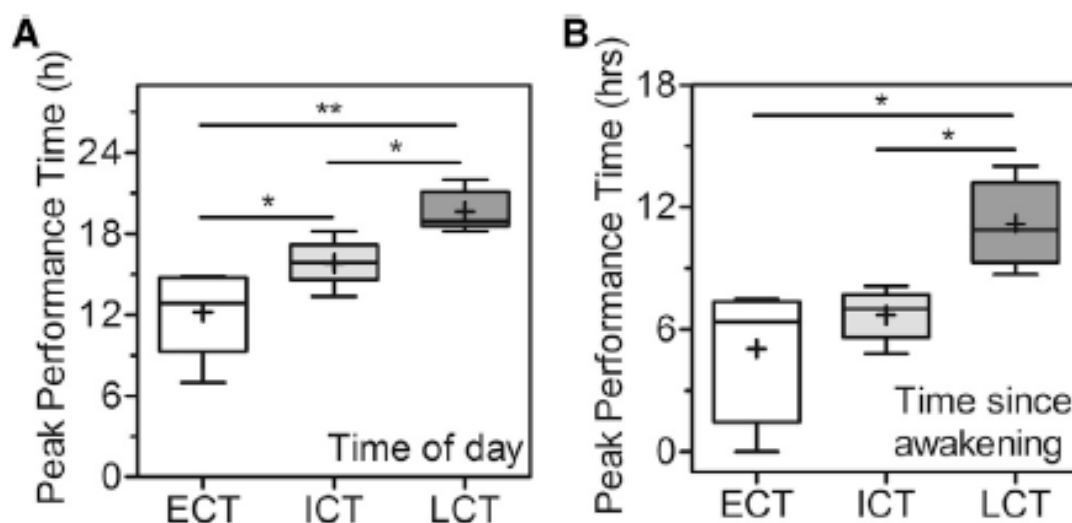 A
Peak Performance Time (h)
24
18
12
6
0
**
*
*
Time of day
ECT ICT LCT
B
Peak Performance Time (hrs)
18
12
6
0
*
*
Time since
awakening
ECT ICT LCT